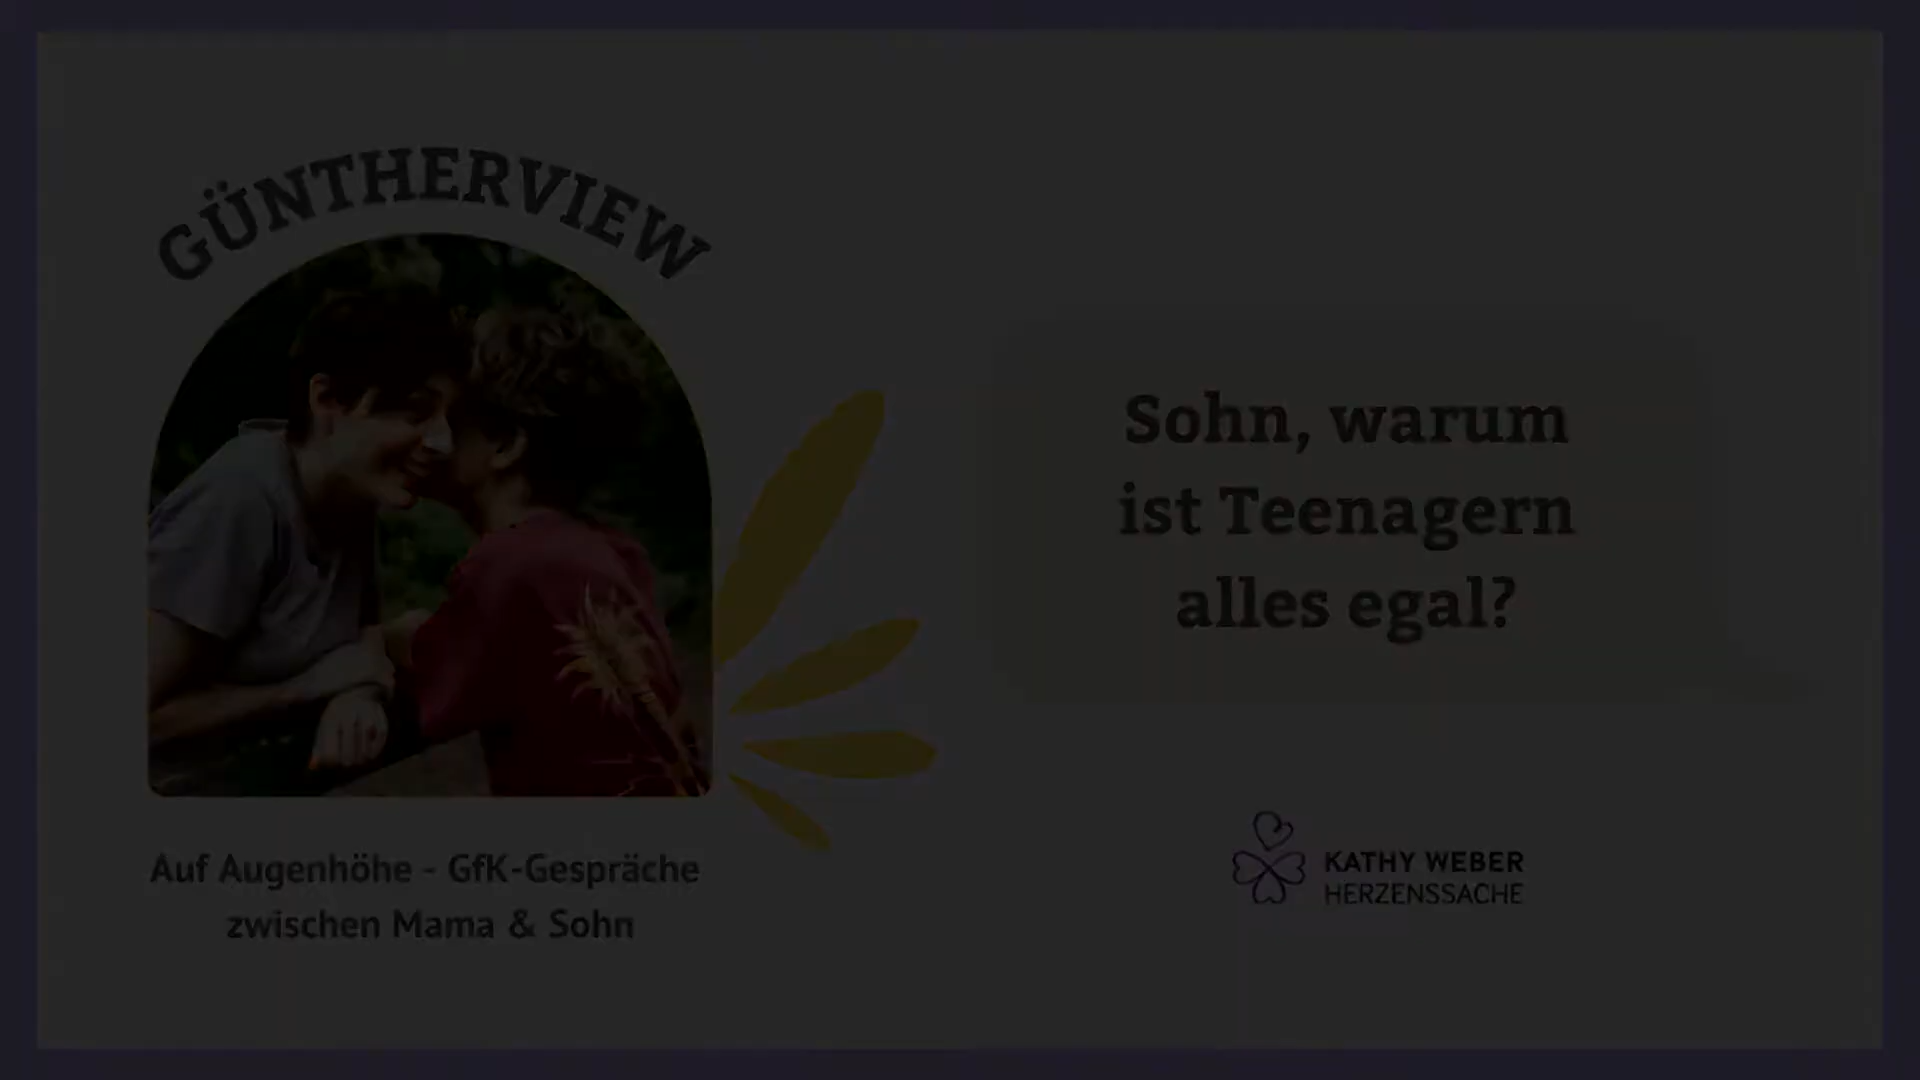 GÜNTHERVIEW
Auf Augenhöhe - GfK-Gespräche
zwischen Mama & Sohn
Sohn, warum
ist Teenagern
alles egal?
KATHY WEBER
HERZENSSACHE